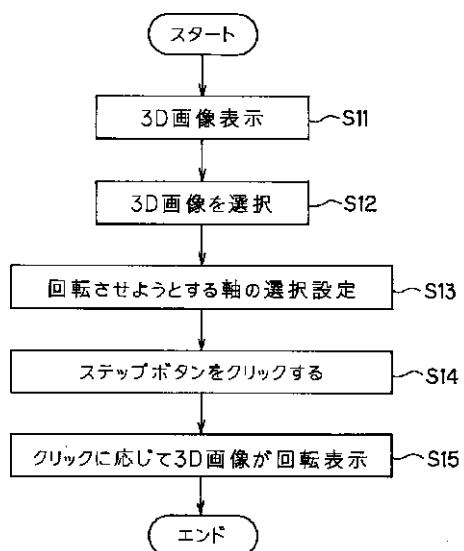 スタート
3D画像表示 S11
3D画像を選択 S12
回転させようとする軸の選択設定 S13
ステップボタンをクリックする S14
クリックに応じて3D画像が回転表示 S15
エンド